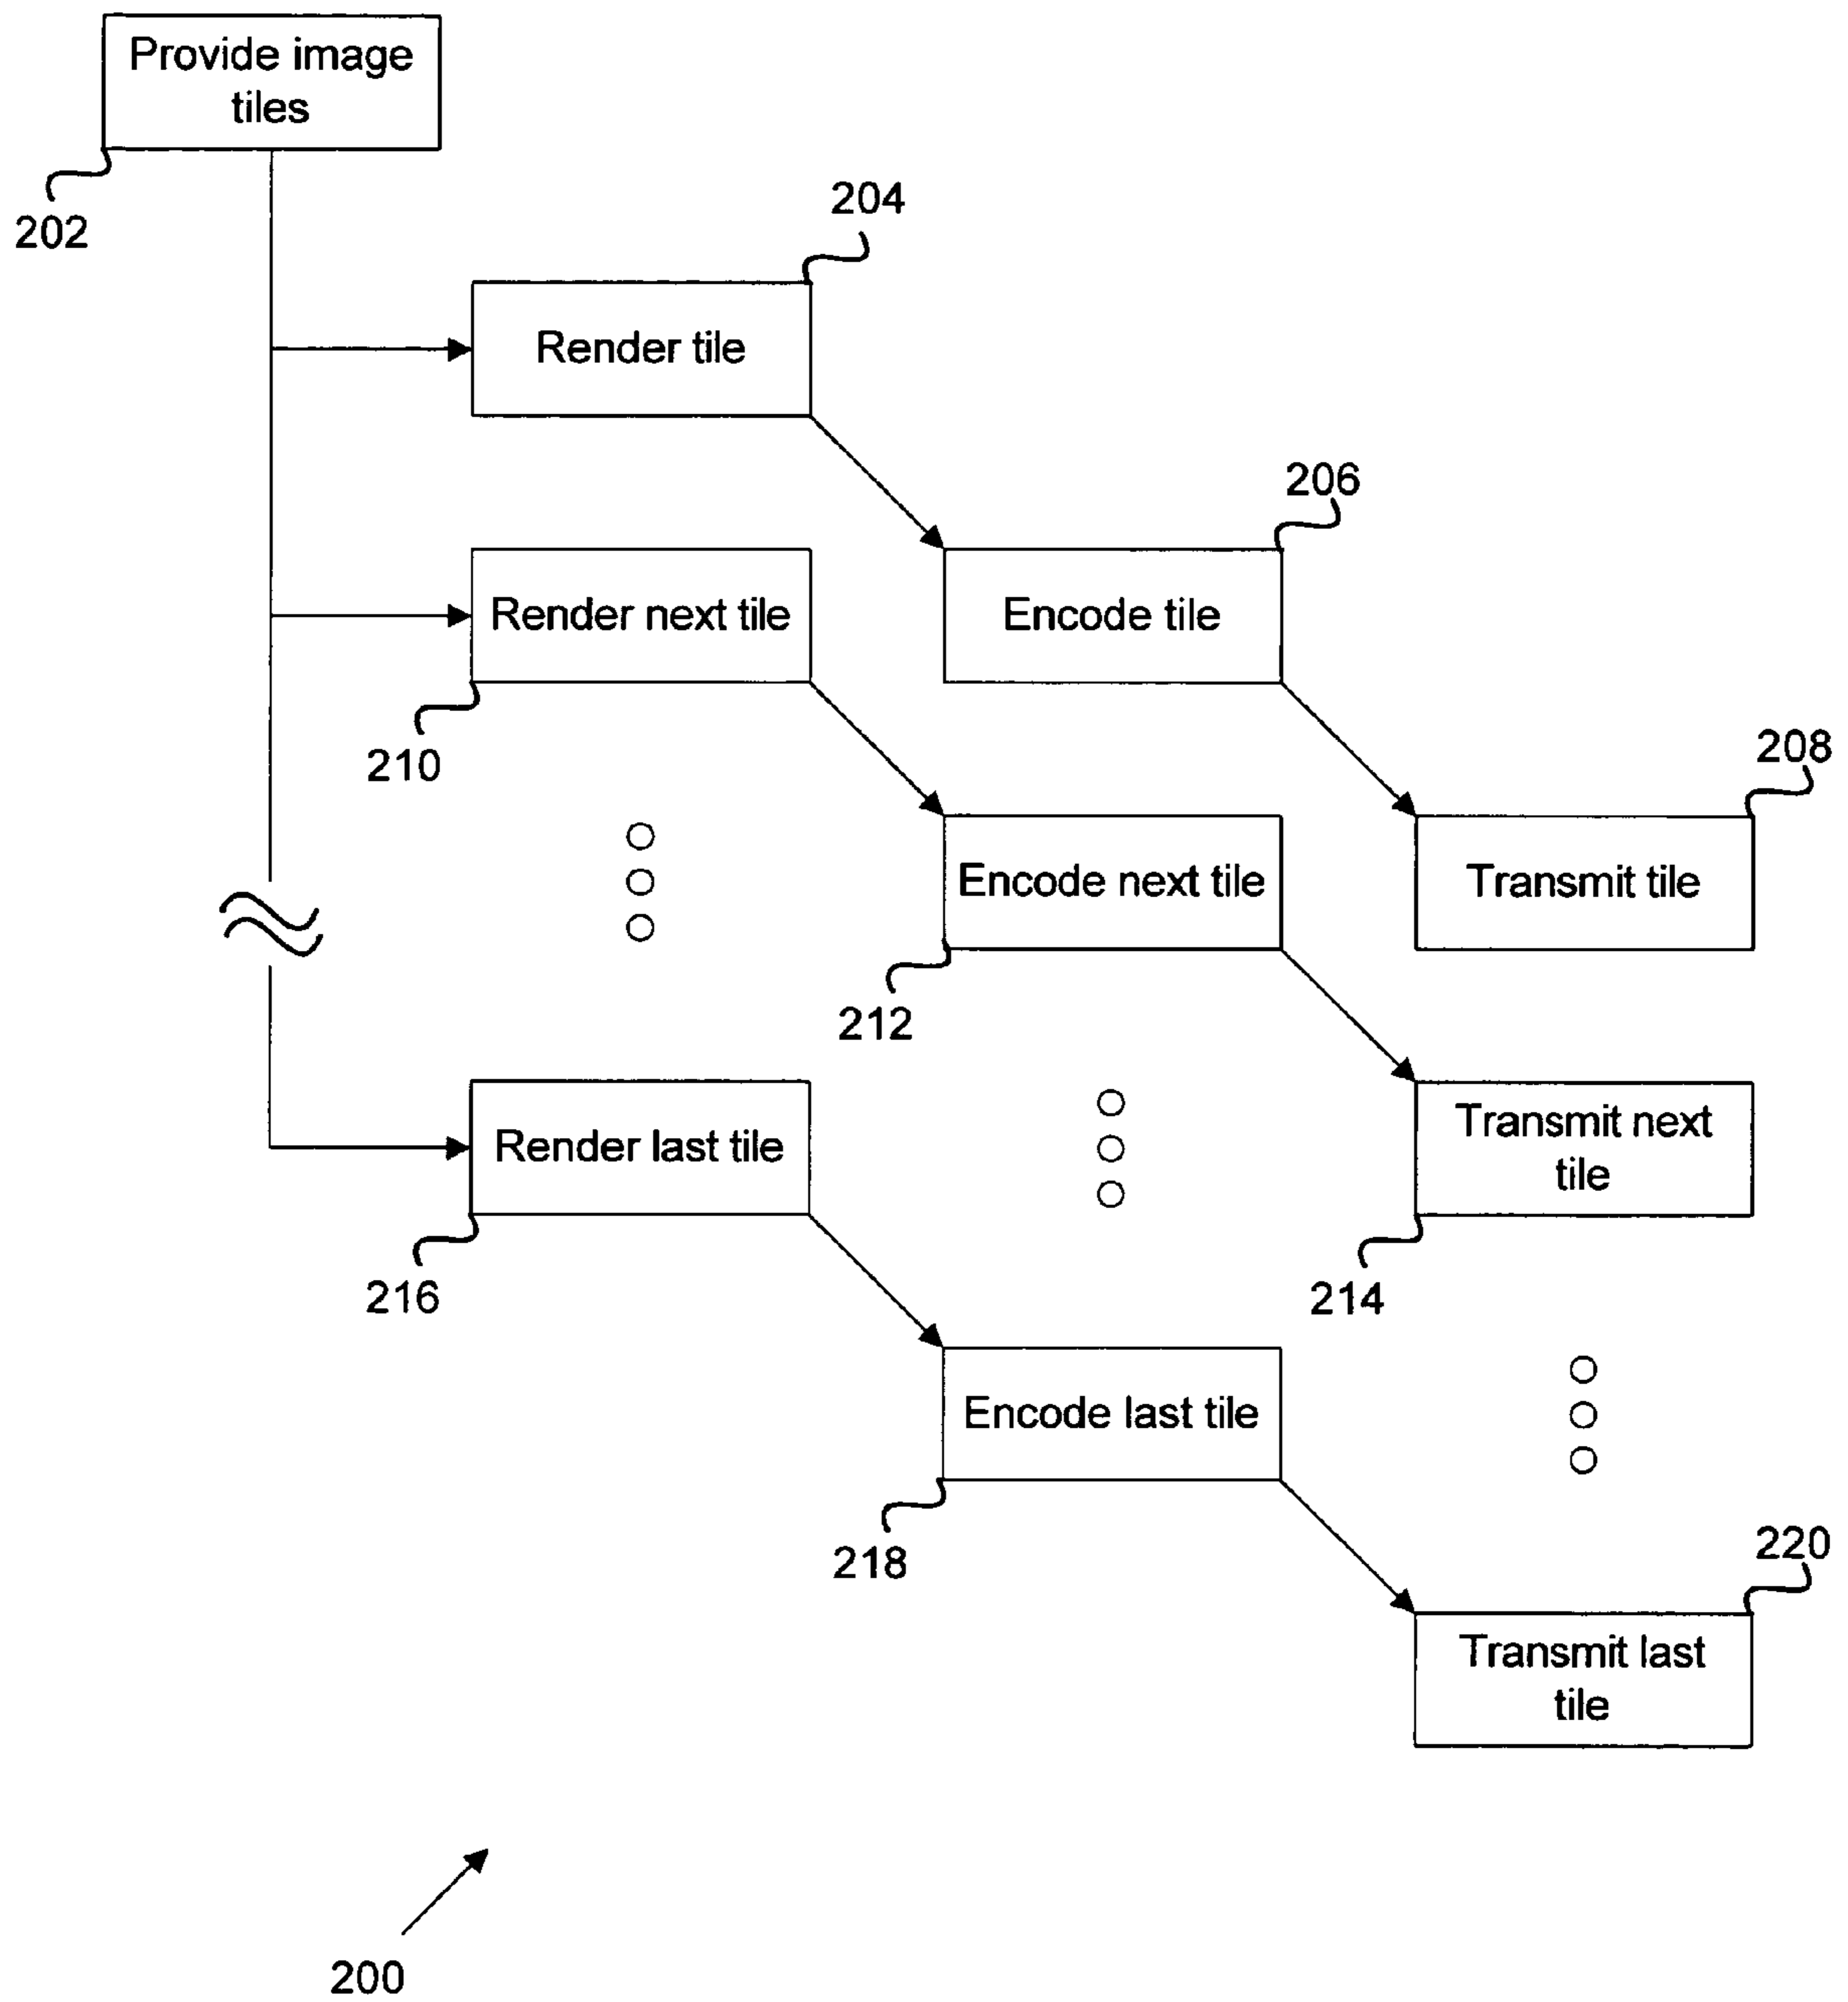 Provide image
tiles
202
204
Render tile
206
Render next tile
Encode tile
210
208
Encode next tile
Transmit tile
212
Render last tile
Transmit next
tile
216
214
Encode last tile
218
220
Transmit last
tile
200